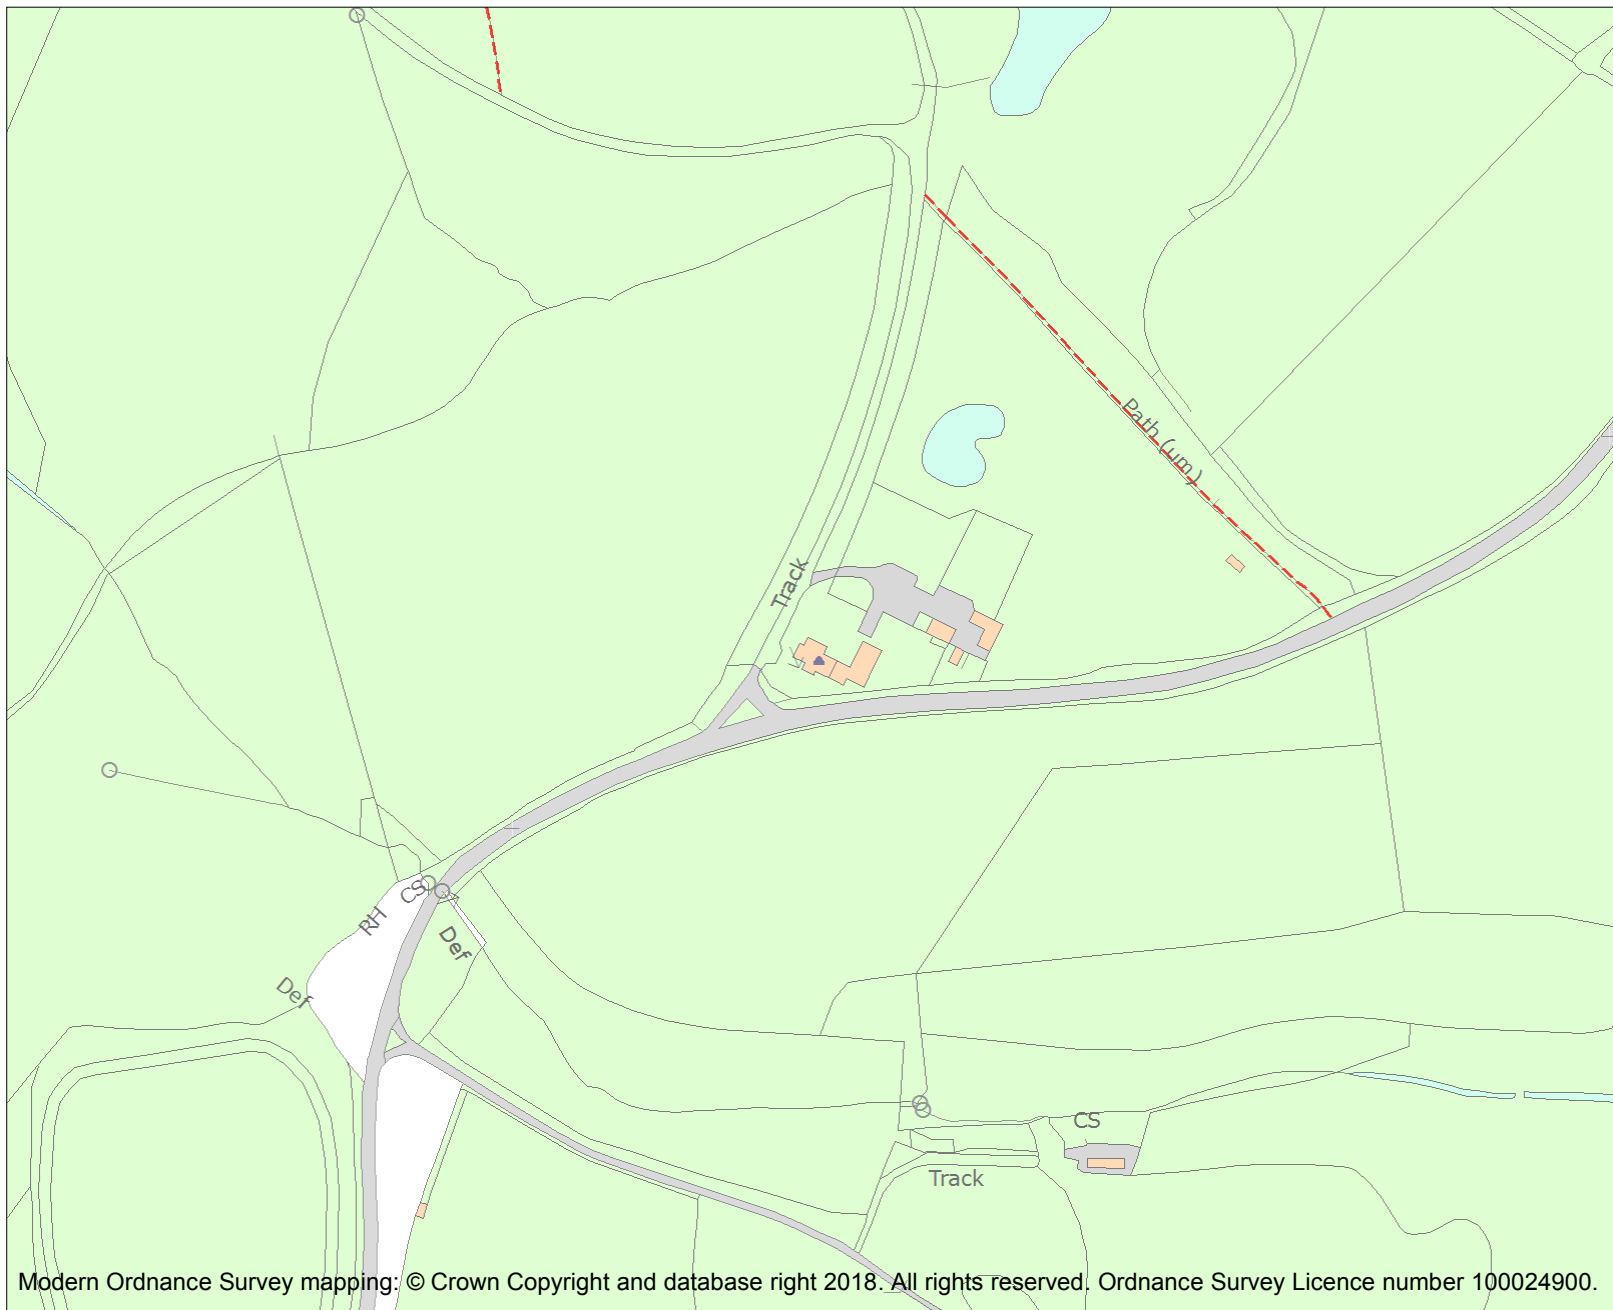 Path (um)
Track
CS
RH
Def
Def
CS
Track
Modern Ordnance Survey mapping: © Crown Copyright and database right 2018. All rights reserved. Ordnance Survey Licence number 100024900.